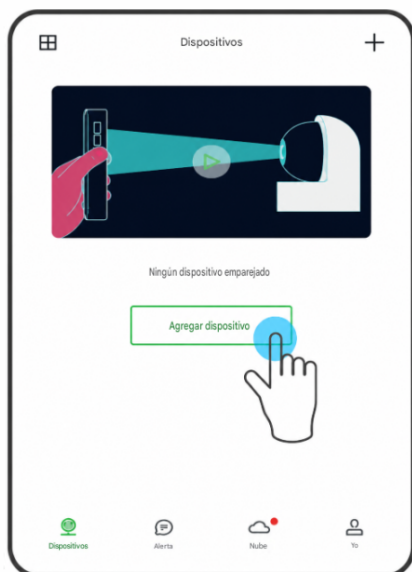 Dispositivos
Ningún dispositivo emparejado
Agregar dispositivo
Dispositivos
Alerta
Nube
Yo